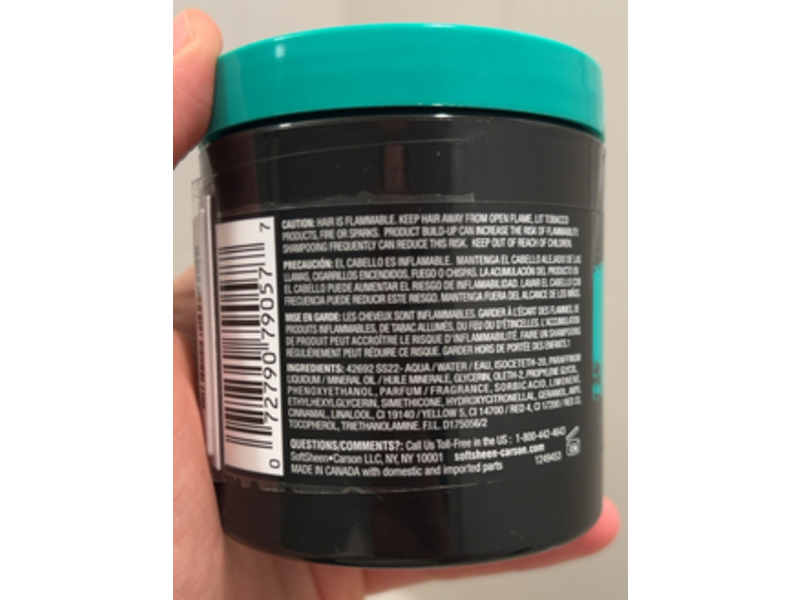 CAUTION: HAIR IS FLAMMABLE. KEEP HAIR AWAY FROM OPEN FLAME, LIT TOBACCO
PRODUCTS, FIRE OR SPARKS. PRODUCT BUILD-UP CAN INCREASE THE RISK OF FLAMMABILITY.
SHAMPOOING FREQUENTLY CAN REDUCE THIS RISK. KEEP OUT OF REACH OF CHILDREN.
PRECAUCIÓN: EL CABELLO ES INFLAMABLE. MANTENGA EL CABELLO ALEJADO DE LAS
LLAMAS, CIGARRILLOS ENCENDIDOS, FUEGO O CHISPAS. LA ACUMULACIÓN DEL PRODUCTO EN
EL CABELLO PUEDE AUMENTAR EL RIESGO DE INFLAMABILIDAD. LAVAR EL CABELLO CON
FRECUENCIA PUEDE REDUCIR ESTE RIESGO. MANTENGA FUERA DEL ALCANCE DE LOS NIÑOS.
MISE EN GARDE: LES CHEVEUX SONT INFLAMMABLES. GARDER À L'ÉCART DES FLAMMES, DE
PRODUITS INFLAMMABLES, DE TABAC ALLUMÉS, DU FEU OU D'ÉTINCELLES. L'ACCUMULATION
DE PRODUIT PEUT ACCROÎTRE LE RISQUE D'INFLAMMABILITÉ. FAIRE UN SHAMPOOING
RÉGULIÈREMENT PEUT RÉDUIRE CE RISQUE. GARDER HORS DE PORTÉE DES ENFANTS.
INGREDIENTS: 42692 SS22- AQUA / WATER / EAU, ISOCETETH-20, PARAFFINUM
LIQUIDUM / MINERAL OIL / HUILE MINERALE, GLYCERIN, OLETH-2, PROPYLENE GLYCOL,
PHENOXYETHANOL, PARFUM / FRAGRANCE, SORBIC ACID, LIMONENE,
ETHYLHEXYLGLYCERIN, SIMETHICONE, HYDROXYCITRONELLAL, GERANIOL, AMYL
CINNAMAL, LINALOOL, CI 19140 / YELLOW 5, CI 14700 / RED 4, CI 17200 / RED
TOCOPHEROL, TRIETHANOLAMINE. F.I.L. D175056/2
QUESTIONS/COMMENTS?: Call Us Toll-Free in the US : 1-800-442-4643
SoftSheen•Carson LLC, NY, NY 10001 softsheen-carson.com
MADE IN CANADA with domestic and imported parts 1249453
0 72790 79057 7